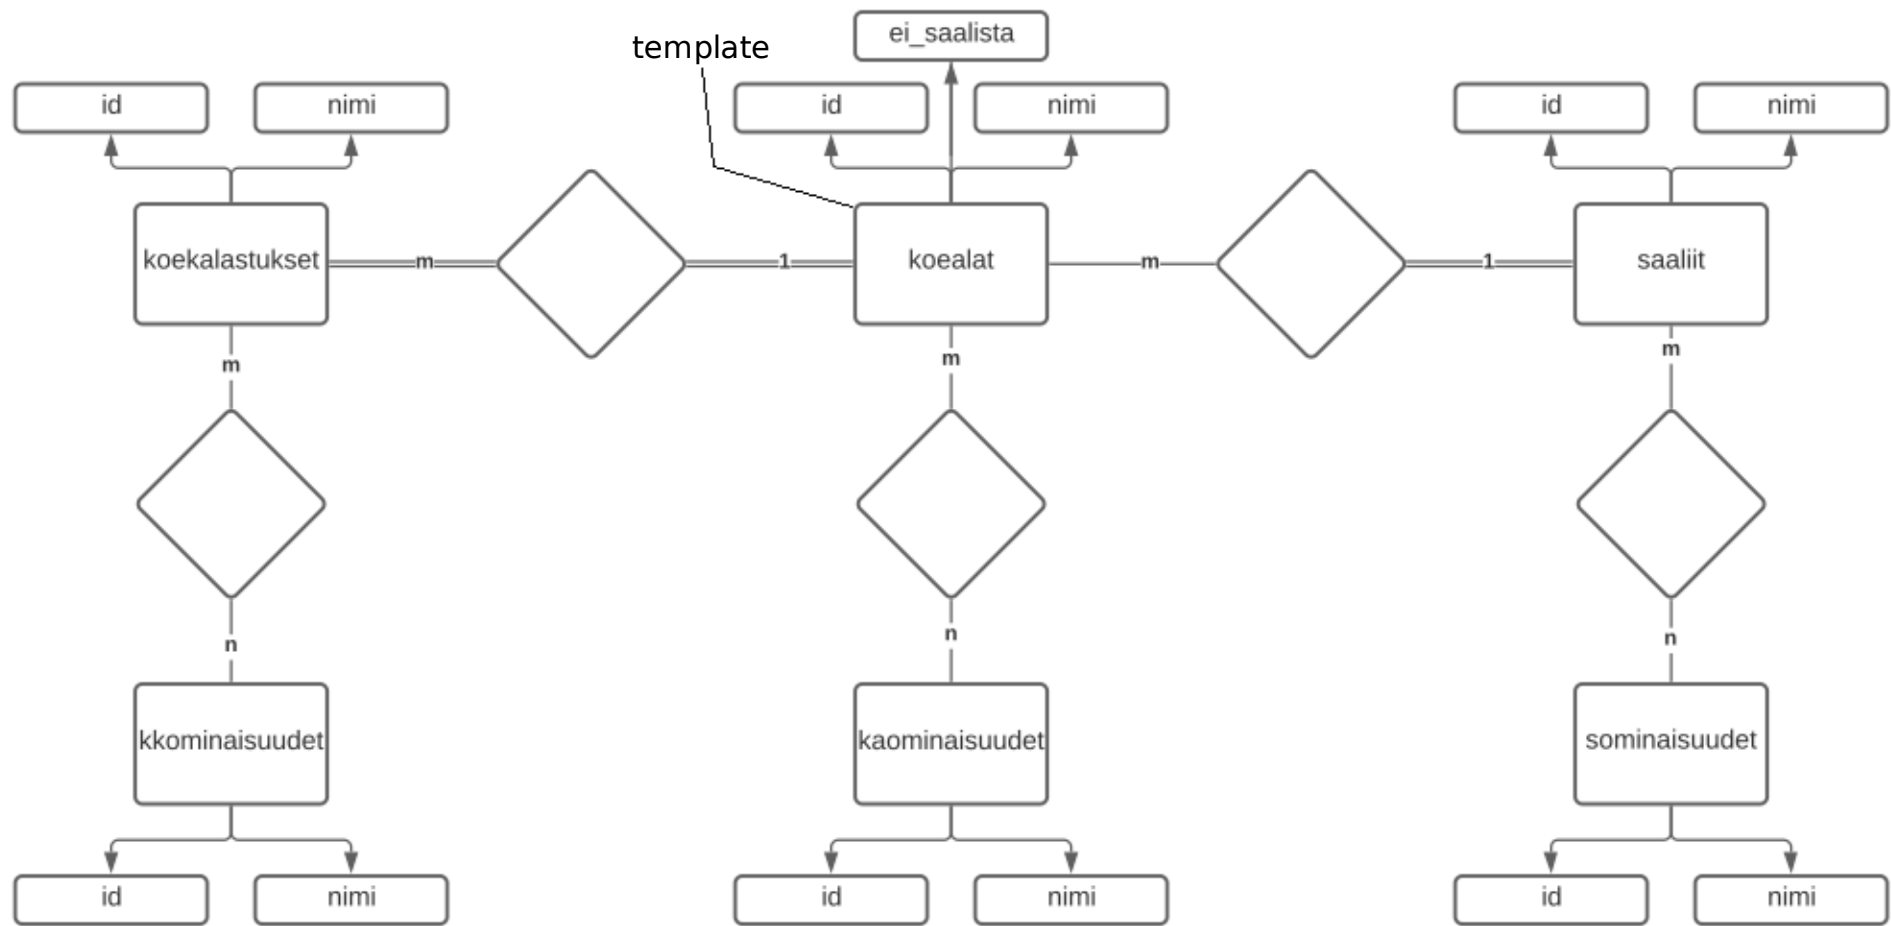 ei_saalista
template
id
nimi
id
nimi
id
nimi
koekalastukset
m
1
koealat
m
1
saaliit
m
m
m
n
n
n
kkominaisuudet
kaominaisuudet
sominaisuudet
id
nimi
id
nimi
id
nimi